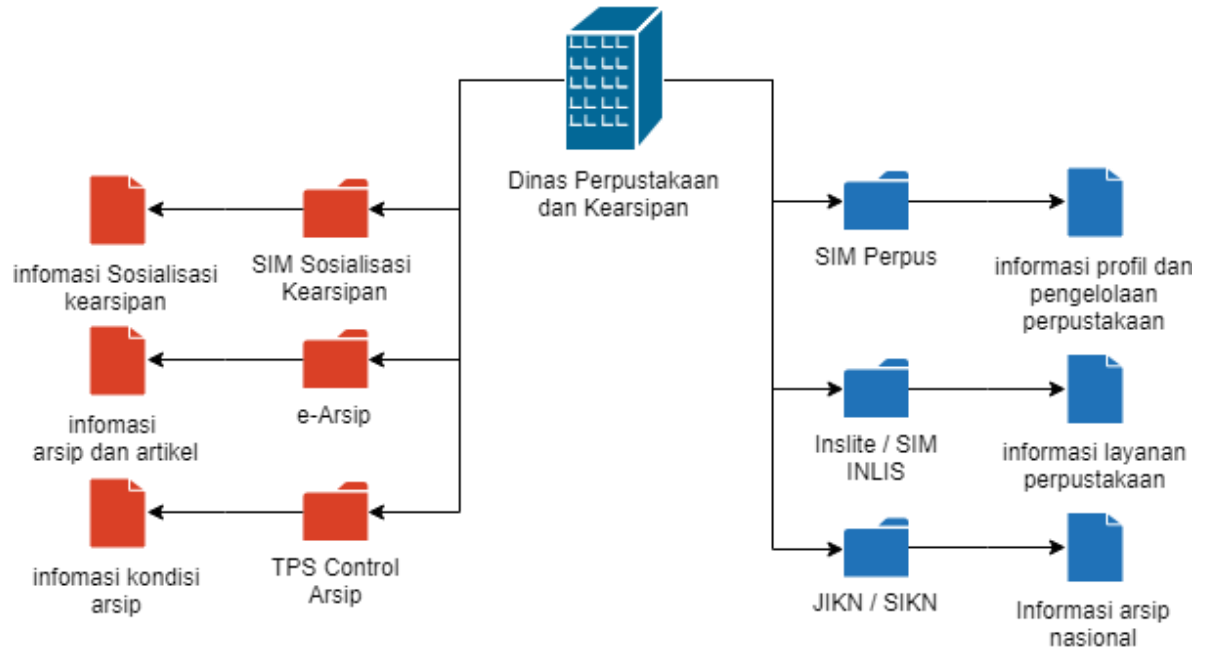 Dinas Perpustakaan
dan Kearsipan
infomasi Sosialisasi
kearsipan
SIM Sosialisasi
Kearsipan
infomasi
arsip dan artikel
e-Arsip
infomasi kondisi
arsip
TPS Control
Arsip
SIM Perpus
informasi profil dan
pengelolaan
perpustakaan
Inslite / SIM
INLIS
informasi layanan
perpustakaan
JIKN / SIKN
Informasi arsip
nasional